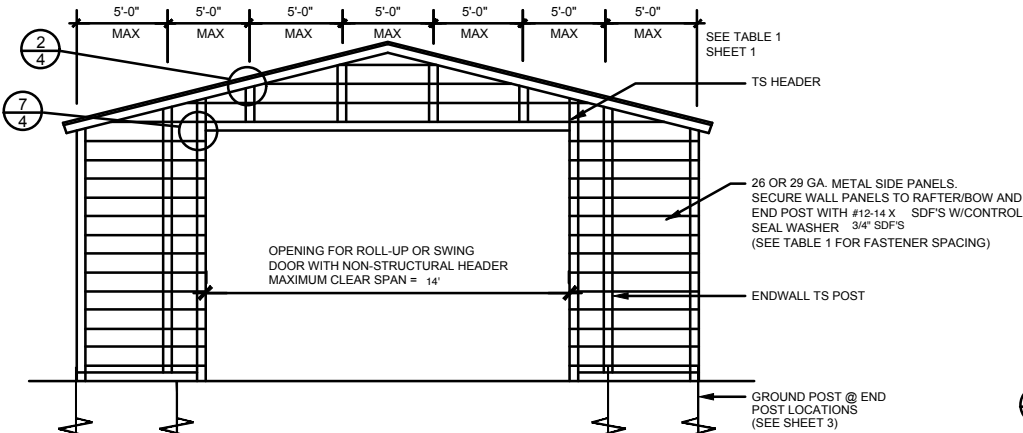 5'-0" 5'-0" 5'-0" 5'-0" 5'-0" 5'-0" 5'-0"
MAX MAX MAX MAX MAX MAX MAX
SEE TABLE 1
SHEET 1
2
4
TS HEADER
7
4
26 OR 29 GA. METAL SIDE PANELS.
SECURE WALL PANELS TO RAFTER/BOW AND
END POST WITH #12-14 X SDF'S W/CONTROL
SEAL WASHER 3/4" SDF'S
(SEE TABLE 1 FOR FASTENER SPACING)
OPENING FOR ROLL-UP OR SWING
DOOR WITH NON-STRUCTURAL HEADER
MAXIMUM CLEAR SPAN = 14'
ENDWALL TS POST
GROUND POST @ END
POST LOCATIONS
(SEE SHEET 3)